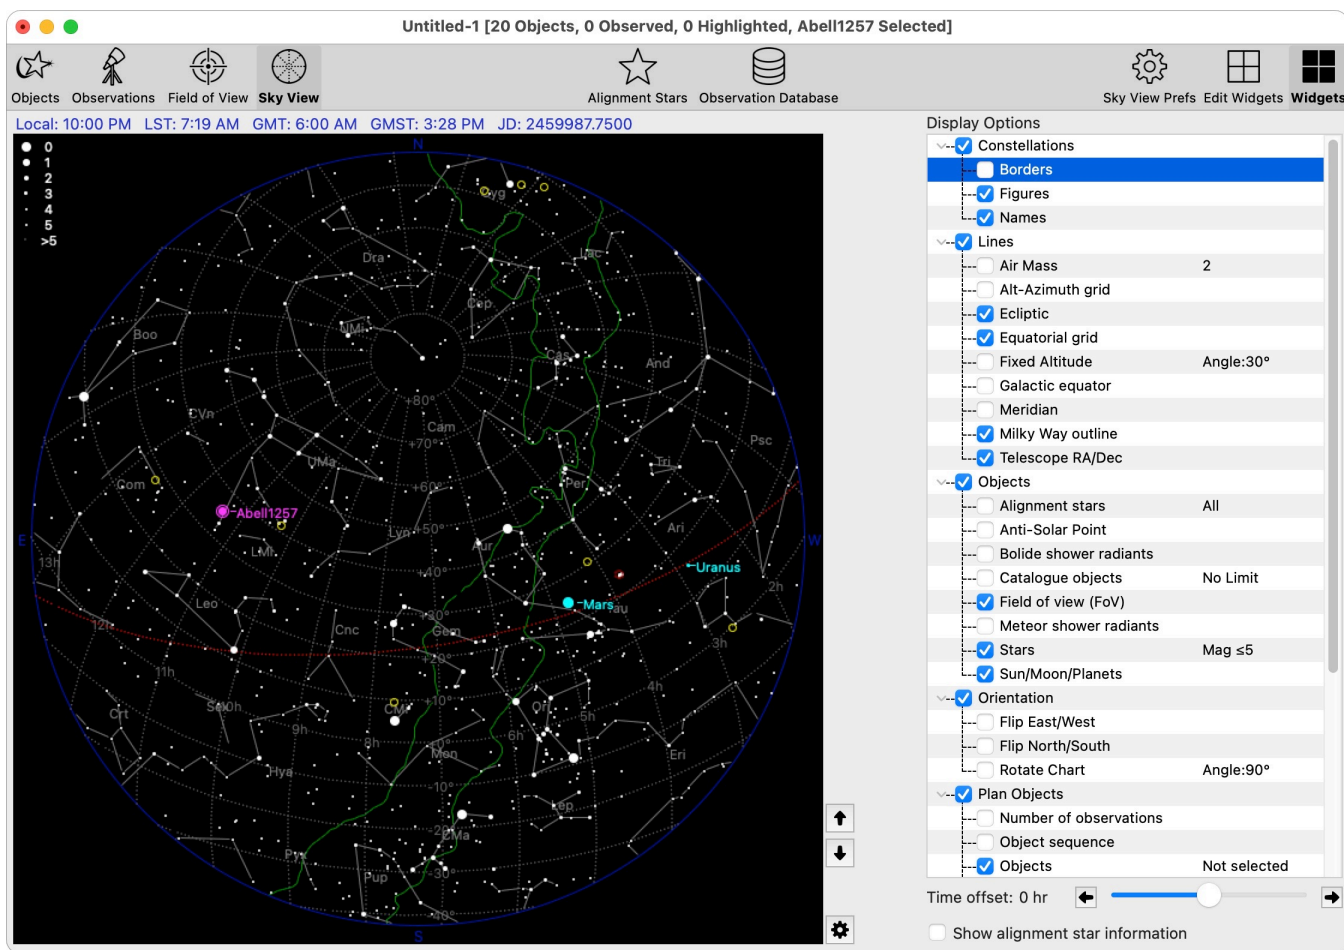 Untitled-1 [20 Objects, 0 Observed, 0 Highlighted, Abell1257 Selected]
Objects Observations Field of View Sky View Alignment Stars Observation Database Sky View Prefs Edit Widgets Widgets
Local: 10:00 PM LST: 7:19 AM GMT: 6:00 AM GMST: 3:28 PM JD: 2459987.7500
0
1
2
3
4
5
>5
N
Cyg
Dra
Lac
Cep
UMi
Boo
Cas
And
+80°
CVn
Cam
+70°
Psc
UMa
Tri
Com
+60°
Per
Abell1257
Lyn
+50°
Ari
E
W
Aur
LMi
13h
Uranus
+40°
2h
Leo
Mars
Tau
+30°
12h
Cnc
Gem
3h
+20°
11h
4h
+10°
Ori
CMi
Crt
9h
5h
8h
6h
Mon
Eri
Hya
-10°
Lep
CMa
Pyx
-30°
Pup
-40°
S
Display Options
Constellations
Borders
Figures
Names
Lines
Air Mass 2
Alt-Azimuth grid
Ecliptic
Equatorial grid
Fixed Altitude Angle:30°
Galactic equator
Meridian
Milky Way outline
Telescope RA/Dec
Objects
Alignment stars All
Anti-Solar Point
Bolide shower radiants
Catalogue objects No Limit
Field of view (FoV)
Meteor shower radiants
Stars Mag ≤5
Sun/Moon/Planets
Orientation
Flip East/West
Flip North/South
Rotate Chart Angle:90°
Plan Objects
Number of observations
Object sequence
Objects Not selected
Time offset: 0 hr
Show alignment star information